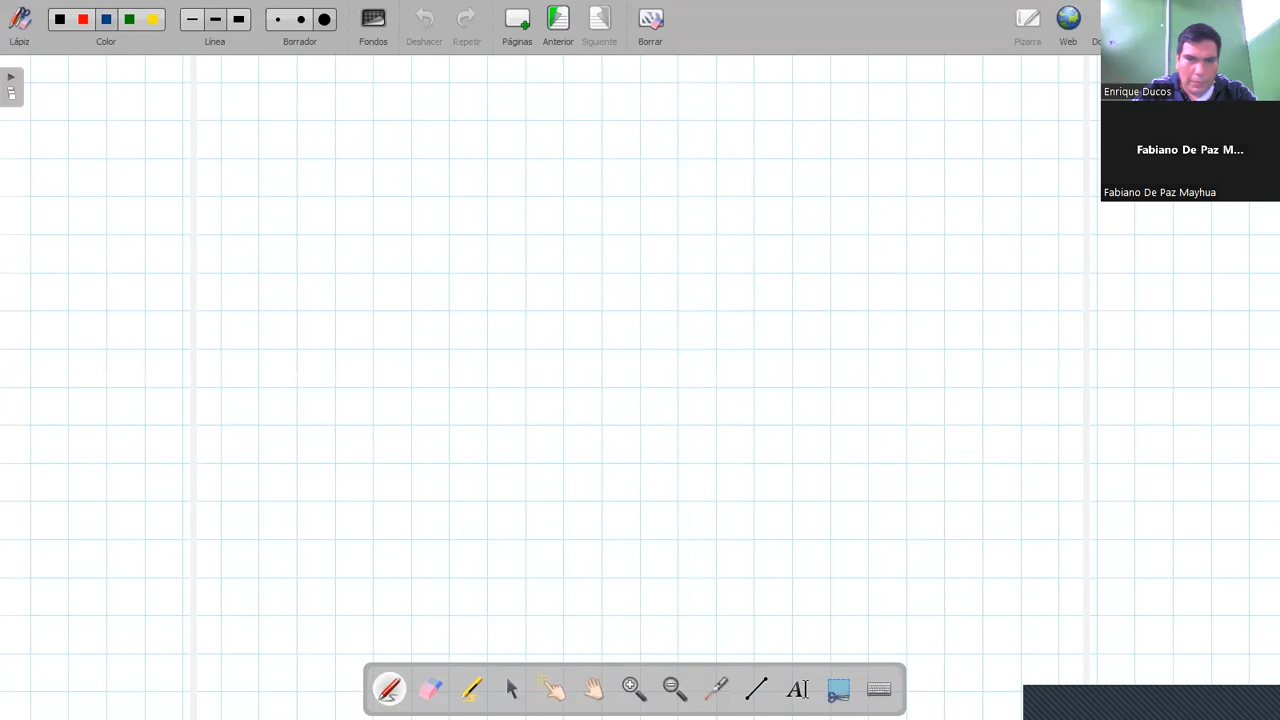 Lápiz
Color
Línea
Borrador
Fondos
Deshacer
Repetir
Páginas
Anterior
Siguiente
Borrar
Pizarra
Web
Enrique Ducos
Fabiano De Paz M...
Fabiano De Paz Mayhua
A